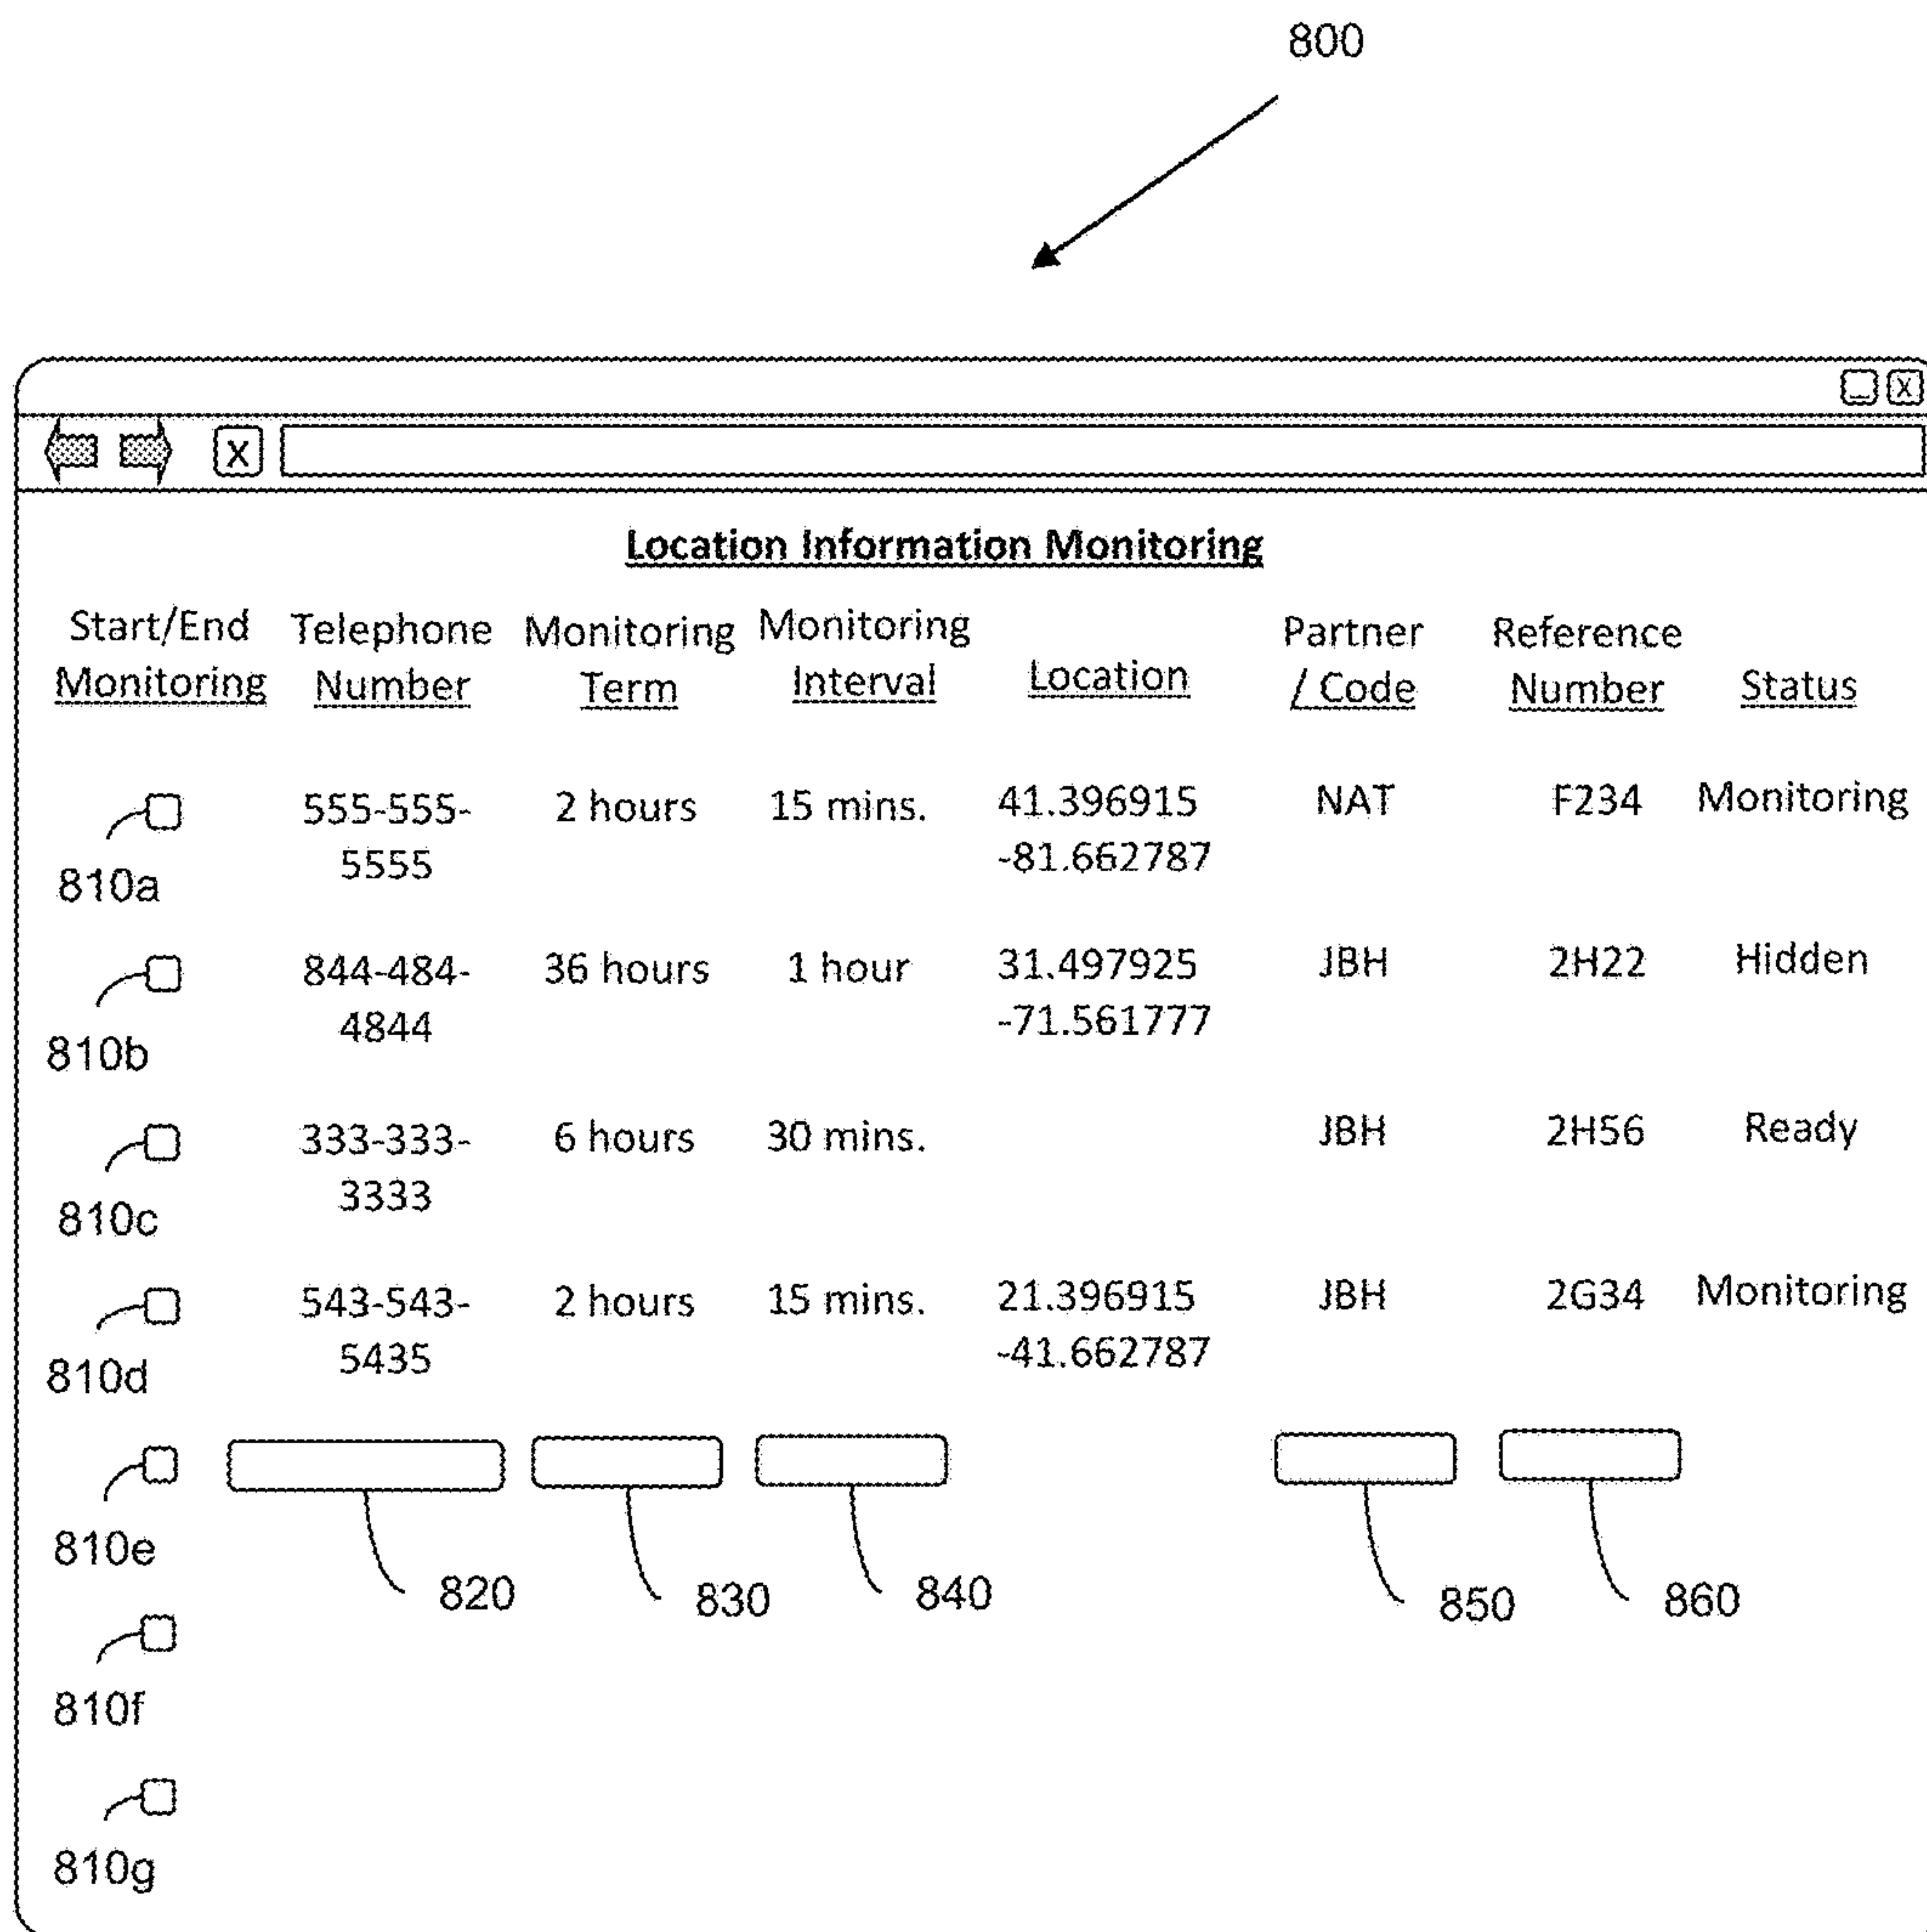 800
_ X
X
Location Information Monitoring
Start/End Telephone Monitoring Monitoring Partner Reference
Monitoring Number Term Interval Location / Code Number Status
555-555- 2 hours 15 mins. 41.396915 NAT F234 Monitoring
5555 -81.662787
810a
844-484- 36 hours 1 hour 31.497925 JBH 2H22 Hidden
4844 -71.561777
810b
333-333- 6 hours 30 mins. JBH 2H56 Ready
3333
810c
543-543- 2 hours 15 mins. 21.396915 JBH 2G34 Monitoring
5435 -41.662787
810d
810e
820 830 840 850 860
810f
810g